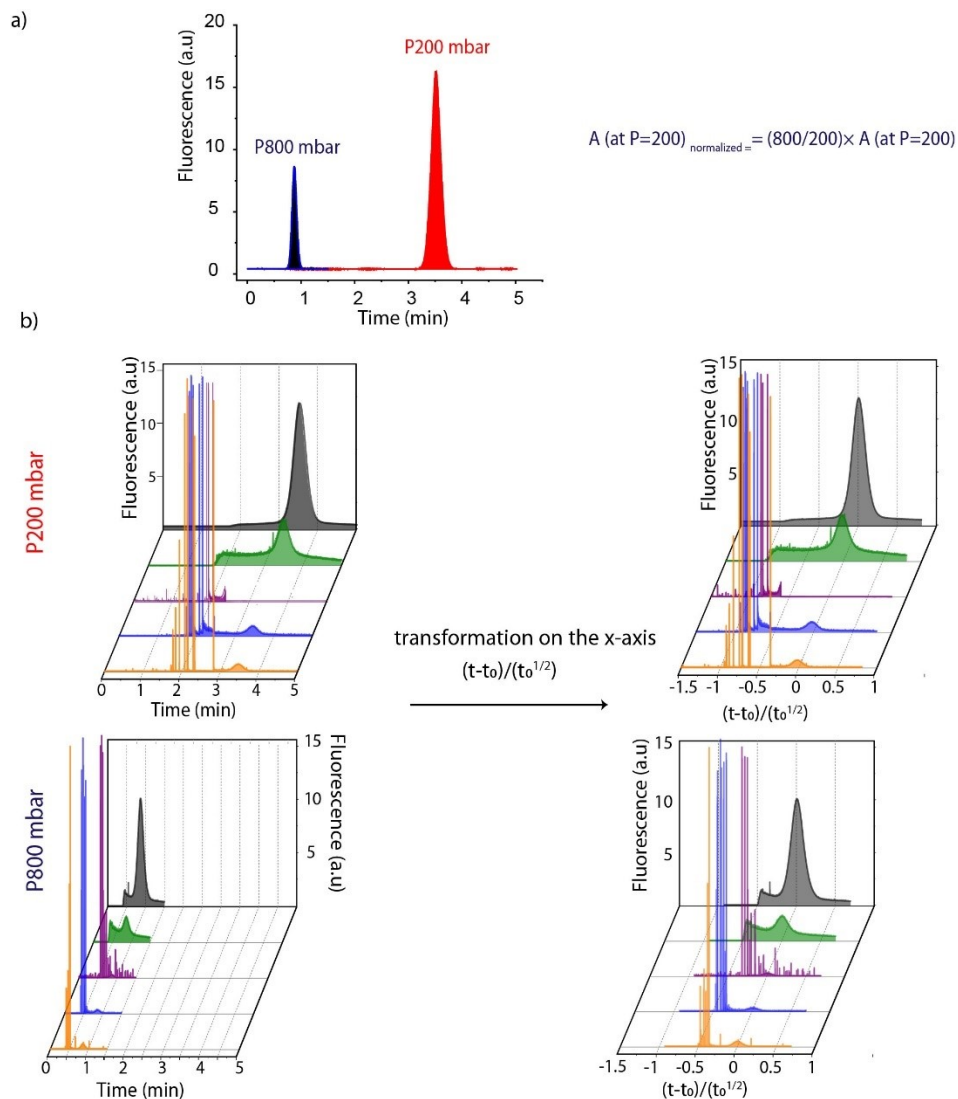 a)
20
15
10
5
0
Fluorescence (a.u)
P800 mbar
P200 mbar
0 1 2 3 4 5
Time (min)
A (at P=200) normalized = = (800/200)× A (at P=200)
b)
P200 mbar
Fluorescence (a.u)
15
10
5
0 1 2 3 4 5
Time (min)
transformation on the x-axis
(t-t0)/(t0^1/2)
Fluorescence (a.u)
15
10
5
-1.5 -1 -0.5 0 0.5 1
(t-t0)/(t0^1/2)
P800 mbar
15
10
5
Fluorescence (a.u)
0 1 2 3 4 5
Time (min)
Fluorescence (a.u)
15
10
5
-1.5 -1 -0.5 0 0.5 1
(t-t0)/(t0^1/2)